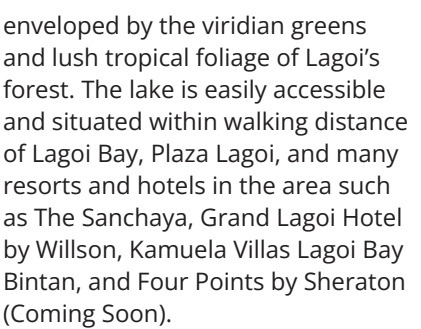 enveloped by the viridian greens
and lush tropical foliage of Lagoi’s
forest. The lake is easily accessible
and situated within walking distance
of Lagoi Bay, Plaza Lagoi, and many
resorts and hotels in the area such
as The Sanchaya, Grand Lagoi Hotel
by Willson, Kamuela Villas Lagoi Bay
Bintan, and Four Points by Sheraton
(Coming Soon).